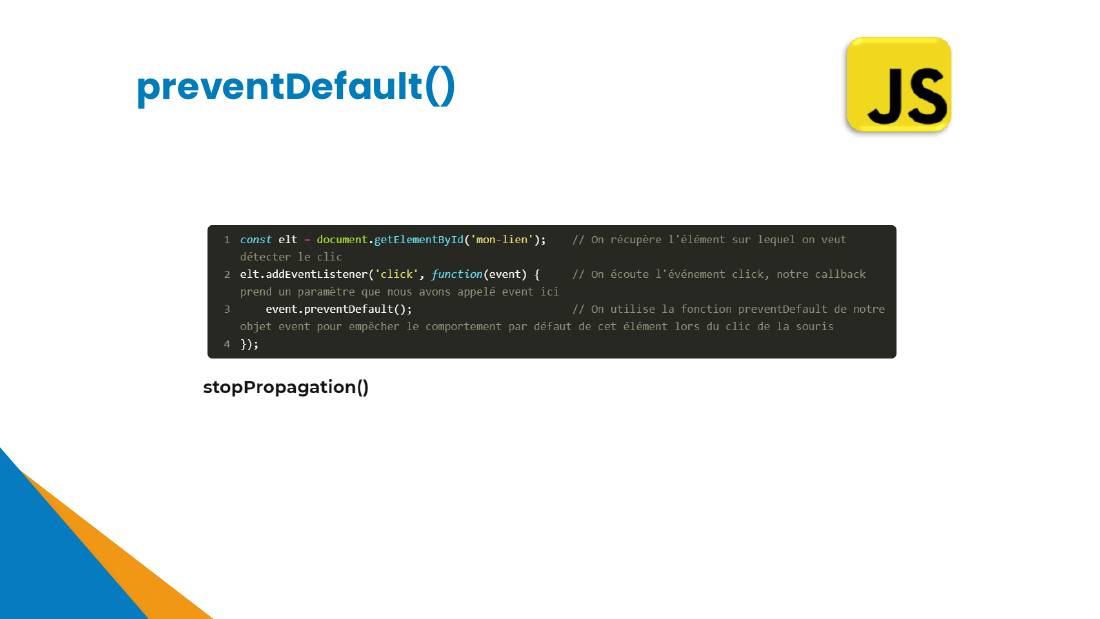 preventDefault()
JS
1 const elt = document.getElementById('mon-lien');    // On récupère l'élément sur lequel on veut
détecter le clic
2 elt.addEventListener('click', function(event) {     // On écoute l'événement click, notre callback
prend un paramètre que nous avons appelé event ici
3     event.preventDefault();                         // On utilise la fonction preventDefault de notre
objet event pour empêcher le comportement par défaut de cet élément lors du clic de la souris
4 });
stopPropagation()